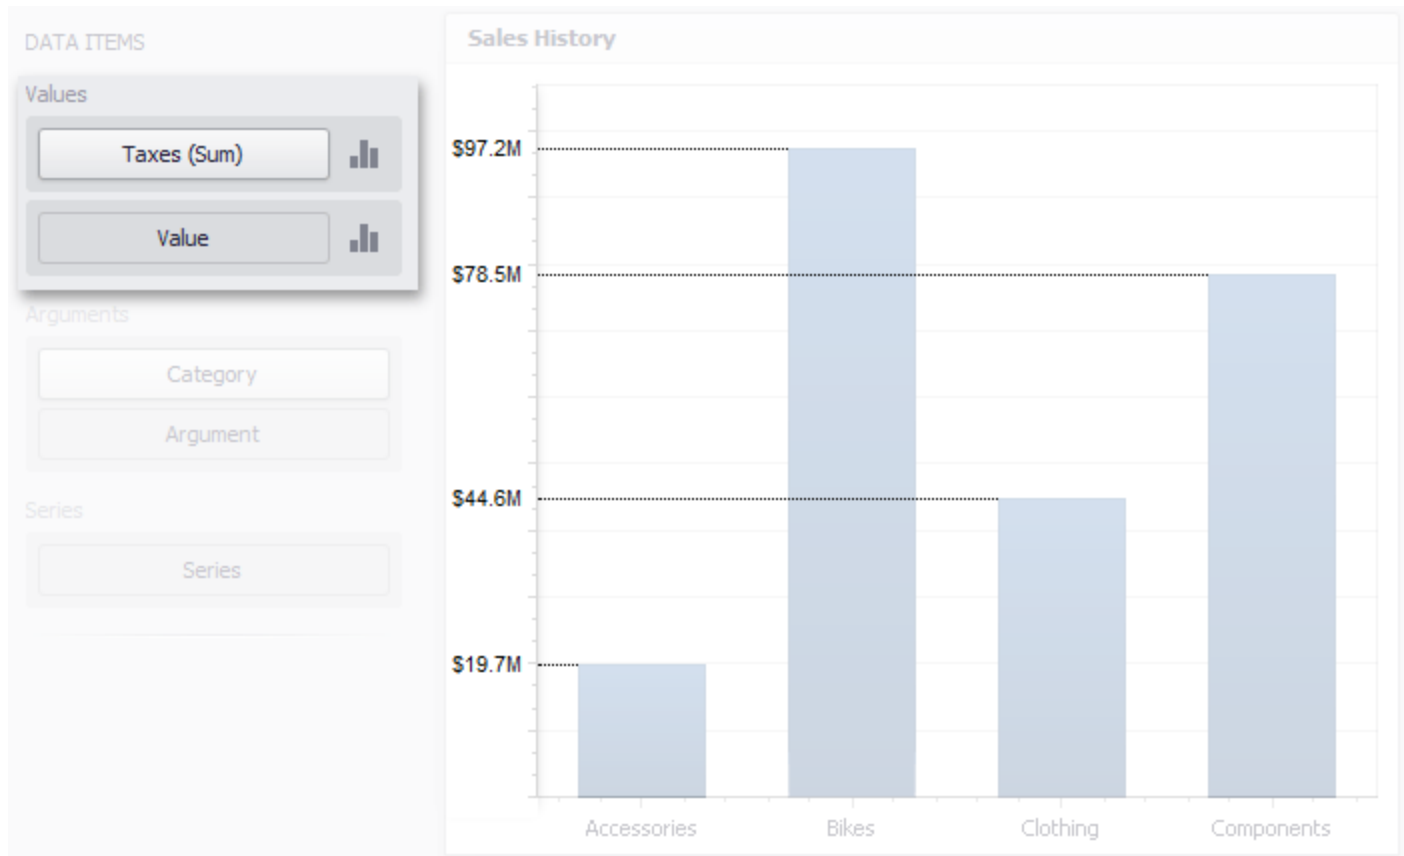 DATA ITEMS
Values
Taxes (Sum)
Value
Arguments
Category
Argument
Series
Series
Sales History
$97.2M
$78.5M
$44.6M
$19.7M
Accessories Bikes Clothing Components